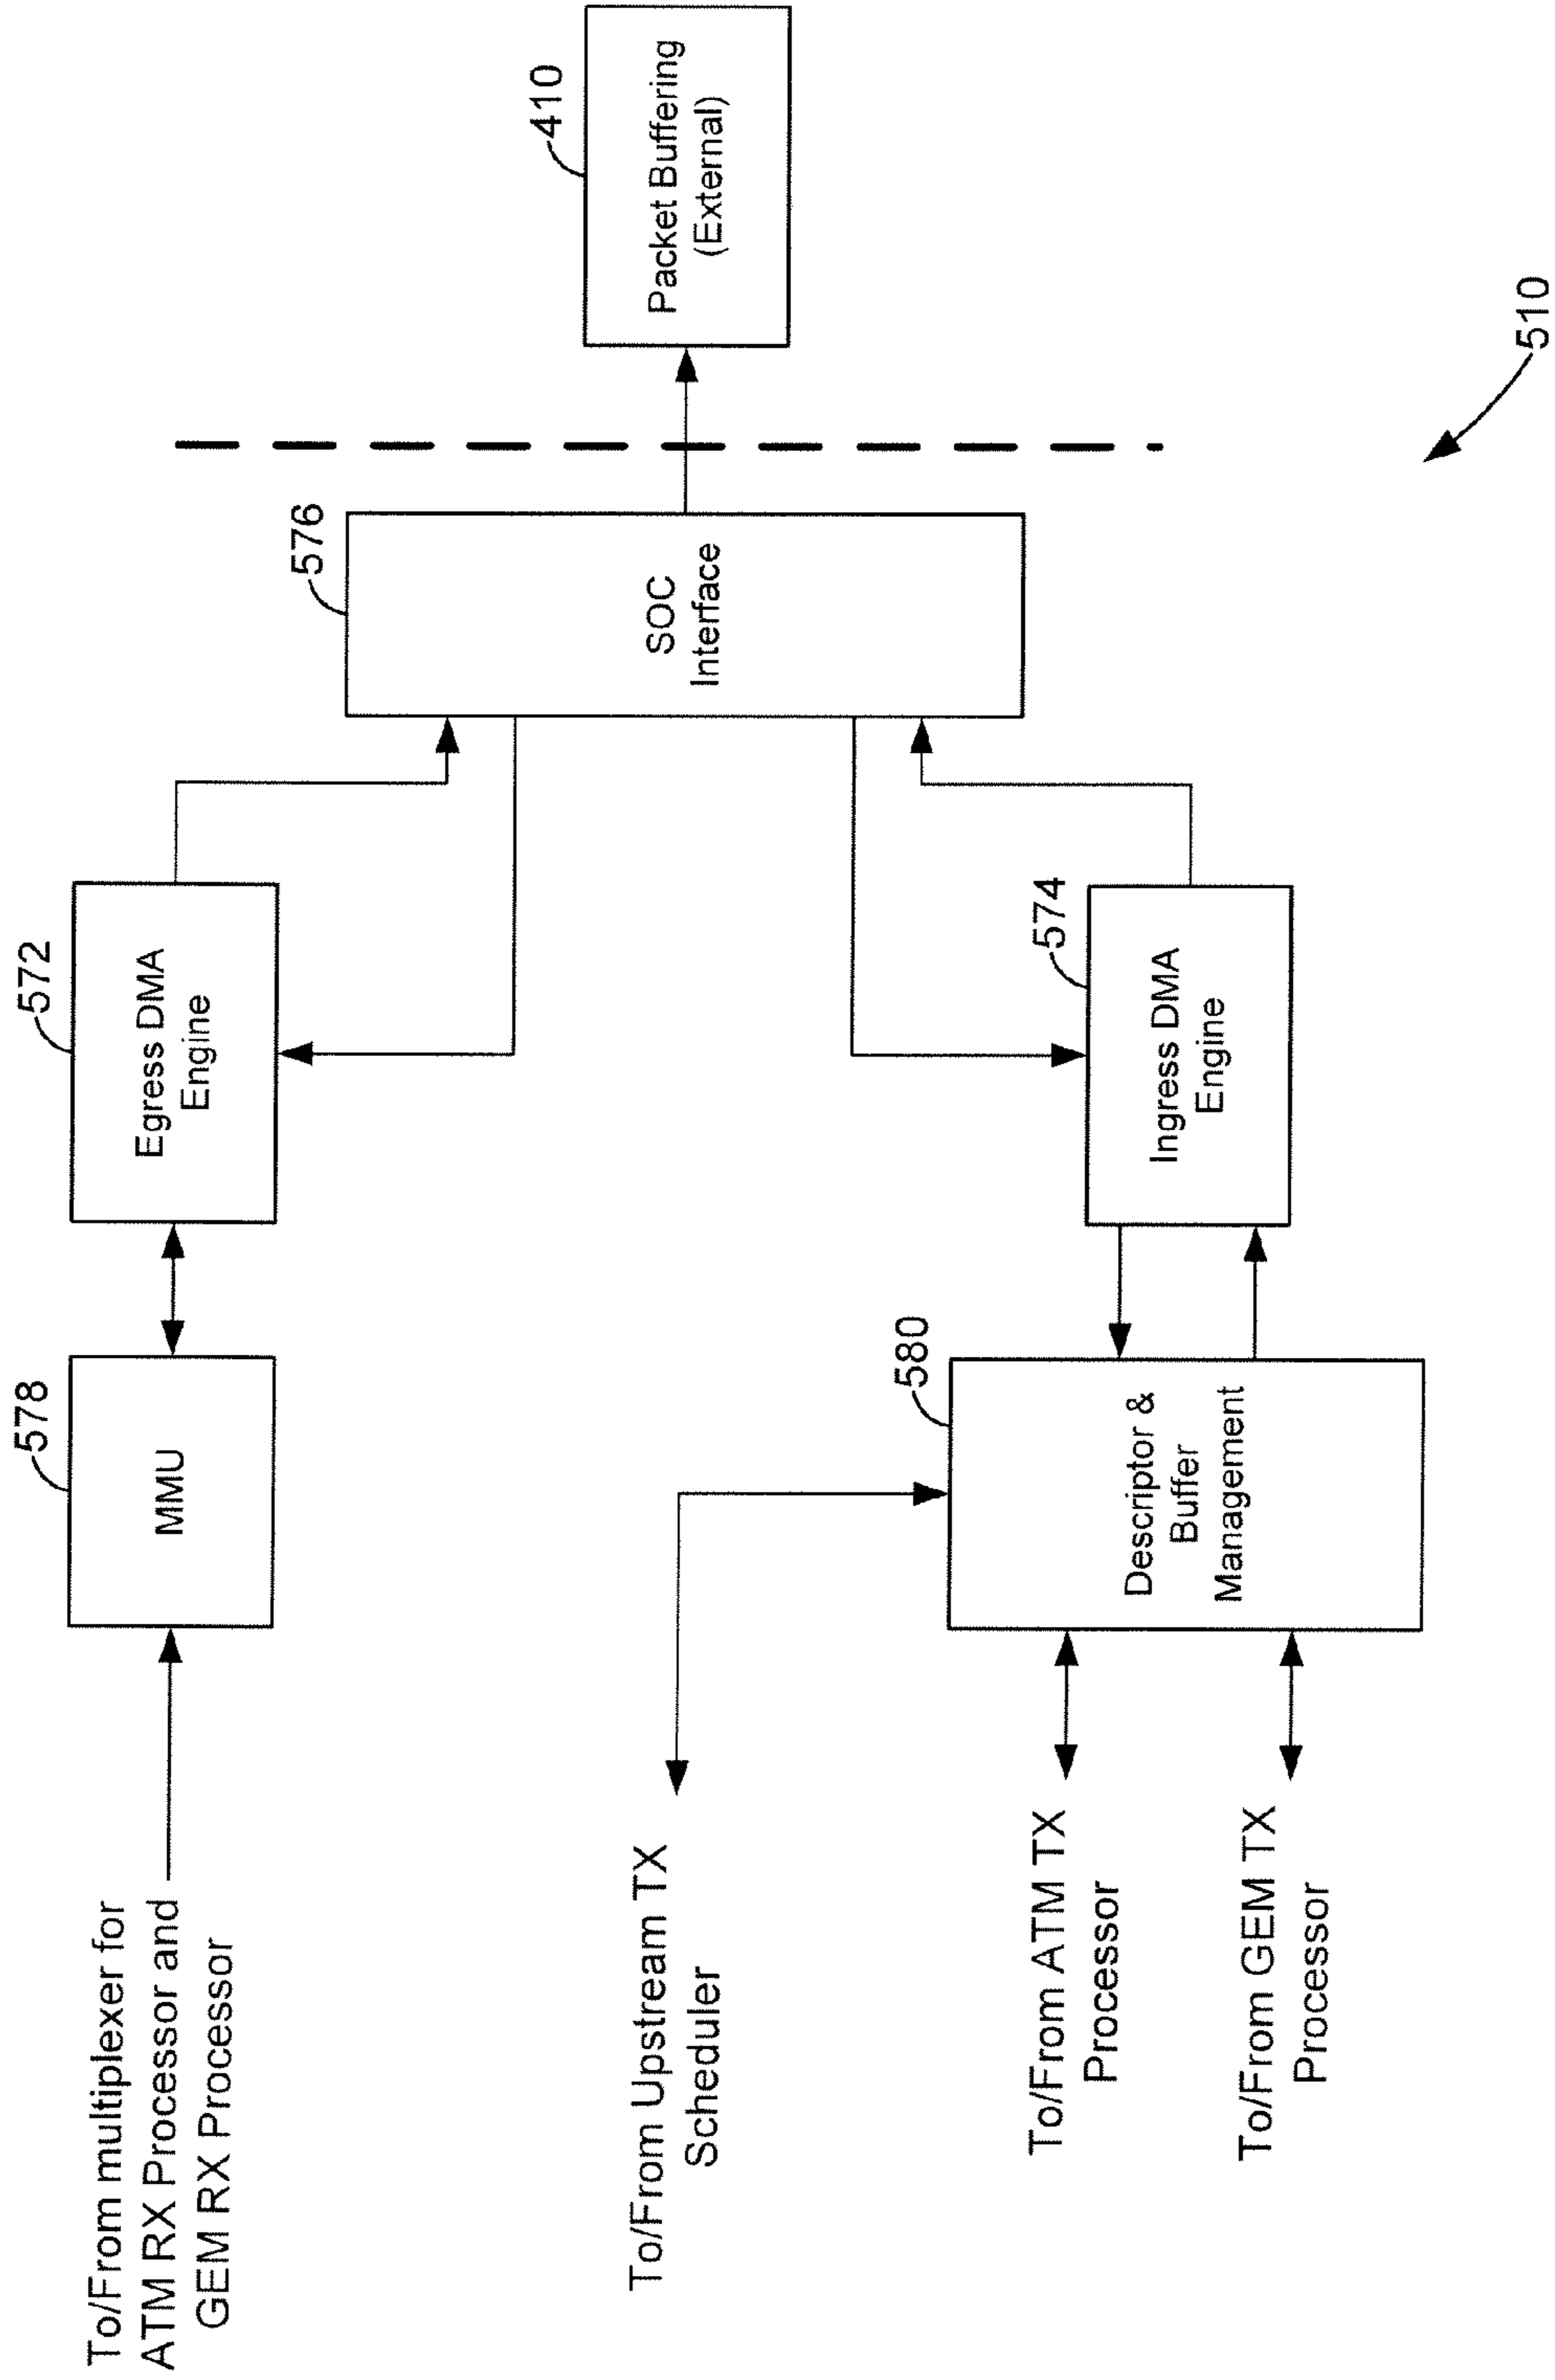 To/From multiplexer for
ATM RX Processor and
GEM RX Processor
578
MMU
572
Egress DMA
Engine
576
SOC
Interface
410
Packet Buffering
(External)
To/From Upstream TX
Scheduler
580
Descriptor &
Buffer
Management
574
Ingress DMA
Engine
To/From ATM TX
Processor
To/From GEM TX
Processor
510